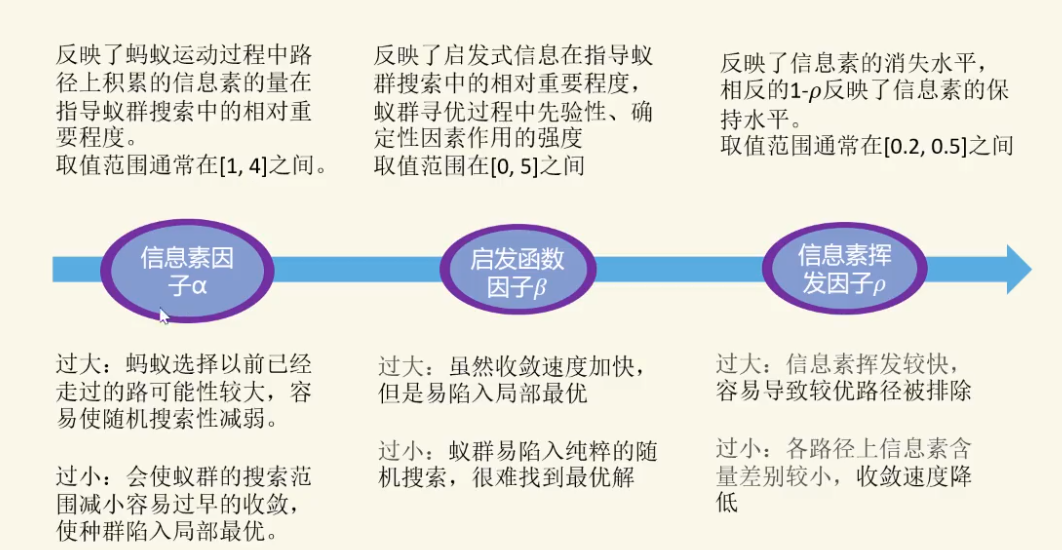 反映了蚂蚁运动过程中路
径上积累的信息素的量在
指导蚁群搜索中的相对重
要程度。
取值范围通常在[1, 4]之间。
反映了启发式信息在指导蚁
群搜索中的相对重要程度，
蚁群寻优过程中先验性、确
定性因素作用的强度
取值范围在[0, 5]之间
反映了信息素的消失水平，
相反的1-ρ反映了信息素的保
持水平。
取值范围通常在[0.2, 0.5]之间
信息素因
子α
启发函数
因子β
信息素挥
发因子ρ
过大：蚂蚁选择以前已经
走过的路可能性较大，容
易使随机搜索性减弱。
过小：会使蚁群的搜索范
围减小容易过早的收敛，
使种群陷入局部最优。
过大：虽然收敛速度加快，
但是易陷入局部最优
过小：蚁群易陷入纯粹的随
机搜索，很难找到最优解
过大：信息素挥发较快，
容易导致较优路径被排除
过小：各路径上信息素含
量差别较小，收敛速度降
低